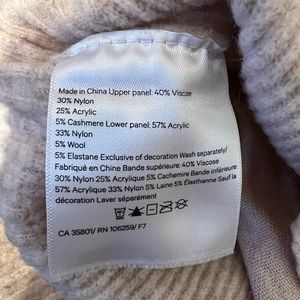 Made in China Upper panel: 40% Viscose
30% Nylon
25% Acrylic
5% Cashmere Lower panel: 57% Acrylic
33% Nylon
5% Wool
5% Elastane Exclusive of decoration Wash separately/
Fabriqué en Chine Bande supérieure: 40% Viscose
30% Nylon 25% Acrylique 5% Cachemire Bande inférieure:
57% Acrylique 33% Nylon 5% Laine 5% Élasthanne Sauf la
décoration Laver séparément
CA 35801/ RN 106259/ F7